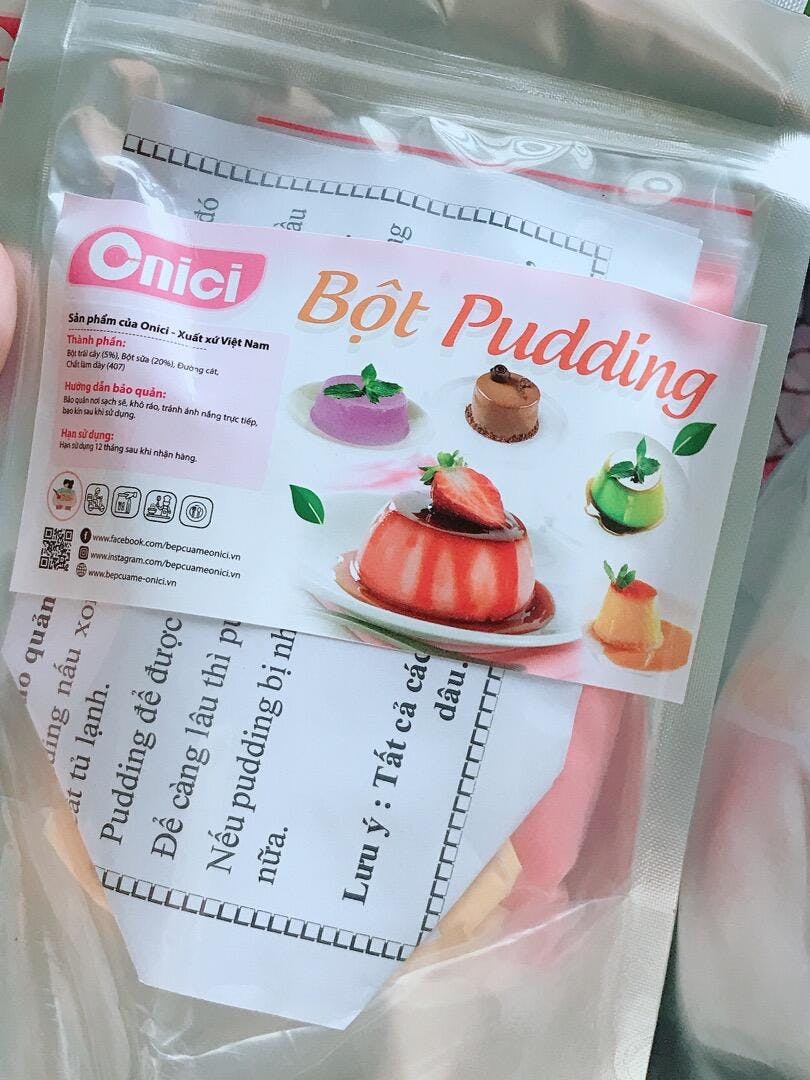 Onici
Bột Pudding
Sản phẩm của Onici - Xuất xứ Việt Nam
Thành phần:
Bột trái cây (5%), Bột sữa (20%), Đường cát,
Chất làm dày (407)
Hướng dẫn bảo quản:
Bảo quản nơi sạch sẽ, khô ráo, tránh ánh nắng trực tiếp,
bao kín sau khi sử dụng.
Hạn sử dụng:
Hạn sử dụng 12 tháng sau khi nhận hàng.
www.facebook.com/bepcuameonici.vn
www.instagram.com/bepcuameonici.vn
www.bepcuame-onici.vn
đó
ầu
ng
quản
nấu
tủ lạnh.
Pudding để được
Để càng lâu thì
Nếu pudding bị
nữa.
Lưu ý : Tất cả
dâu.